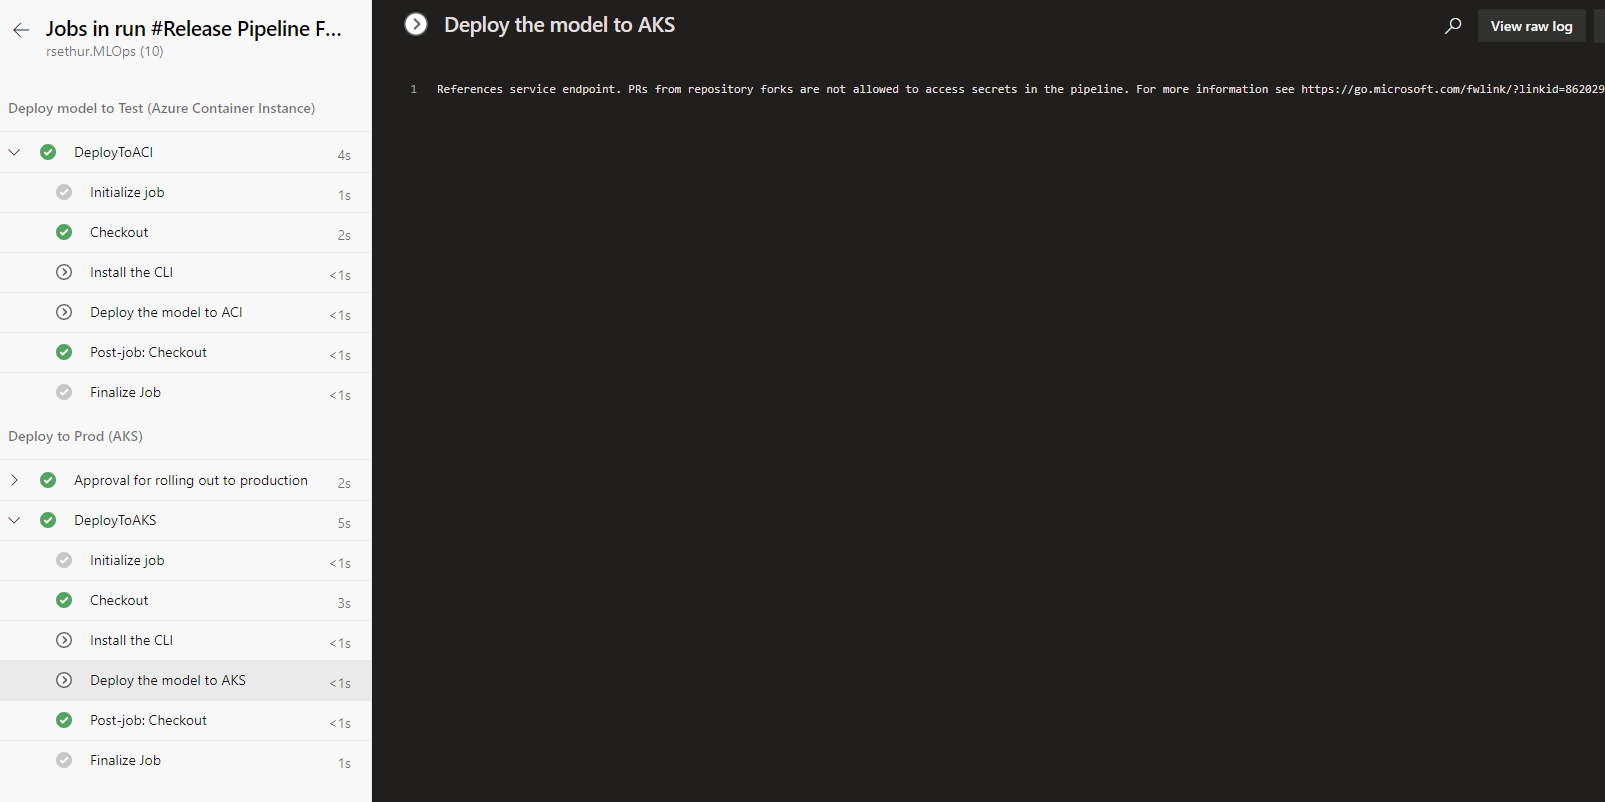 Jobs in run #Release Pipeline F...
rsethur.MLOps (10)
Deploy model to Test (Azure Container Instance)
DeployToACI 4s
Initialize job 1s
Checkout 2s
Install the CLI <1s
Deploy the model to ACI <1s
Post-job: Checkout <1s
Finalize Job <1s
Deploy to Prod (AKS)
Approval for rolling out to production 2s
DeployToAKS 5s
Initialize job <1s
Checkout 3s
Install the CLI <1s
Deploy the model to AKS <1s
Post-job: Checkout <1s
Finalize Job 1s
Deploy the model to AKS
View raw log
1 References service endpoint. PRs from repository forks are not allowed to access secrets in the pipeline. For more information see https://go.microsoft.com/fwlink/?linkid=862029